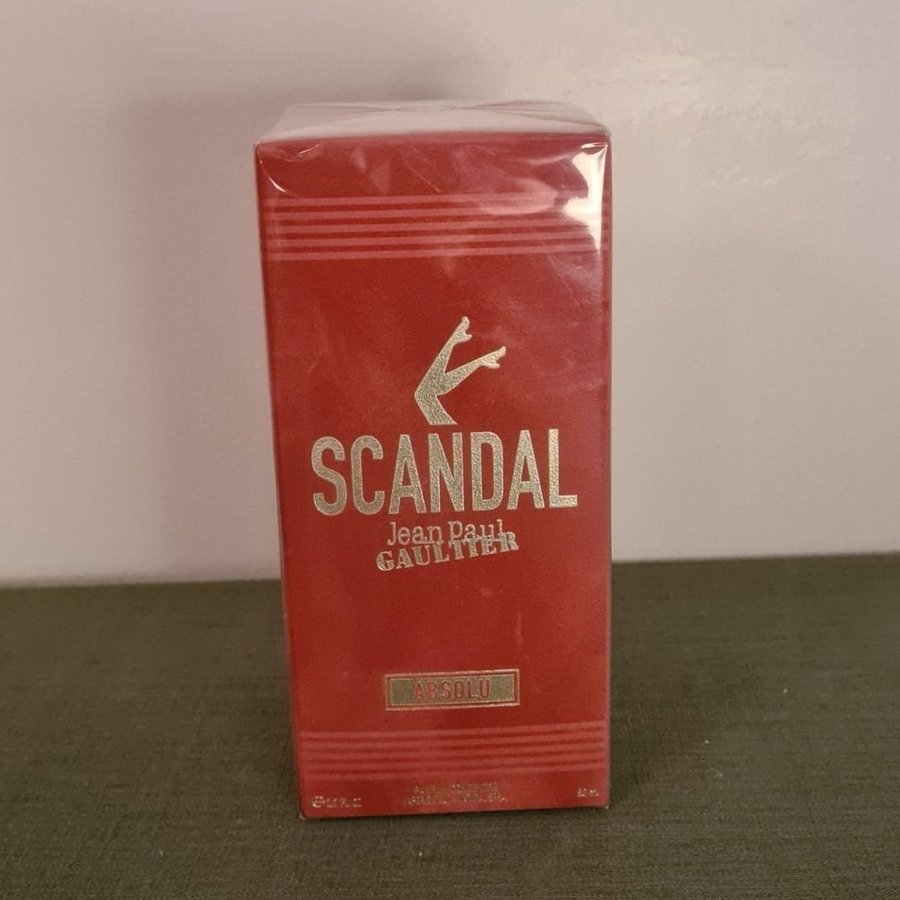 SCANDAL
Jean Paul
GAULTIER
ABSOLU